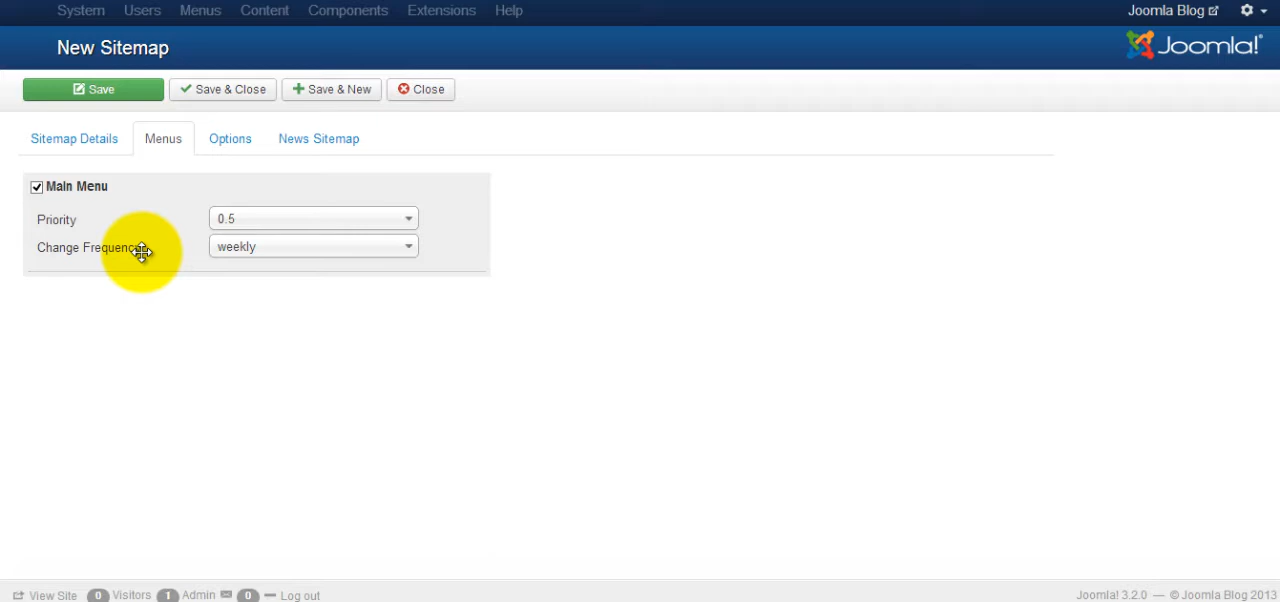 System Users Menus Content Components Extensions Help Joomla Blog
New Sitemap Joomla!
Save Save & Close Save & New Close
Sitemap Details Menus Options News Sitemap
Main Menu
Priority 0.5
Change Frequency weekly
View Site 0 Visitors 1 Admin 0 Log out Joomla! 3.2.0 — © Joomla Blog 2013